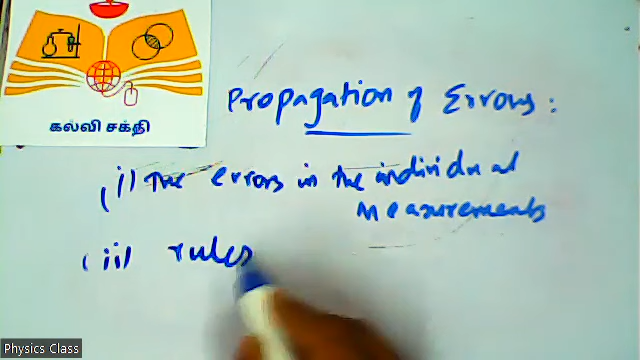 கல்வி சக்தி
Propagation of Errors:
(i) The errors in the individual
measurements
(ii) rules
Physics Class